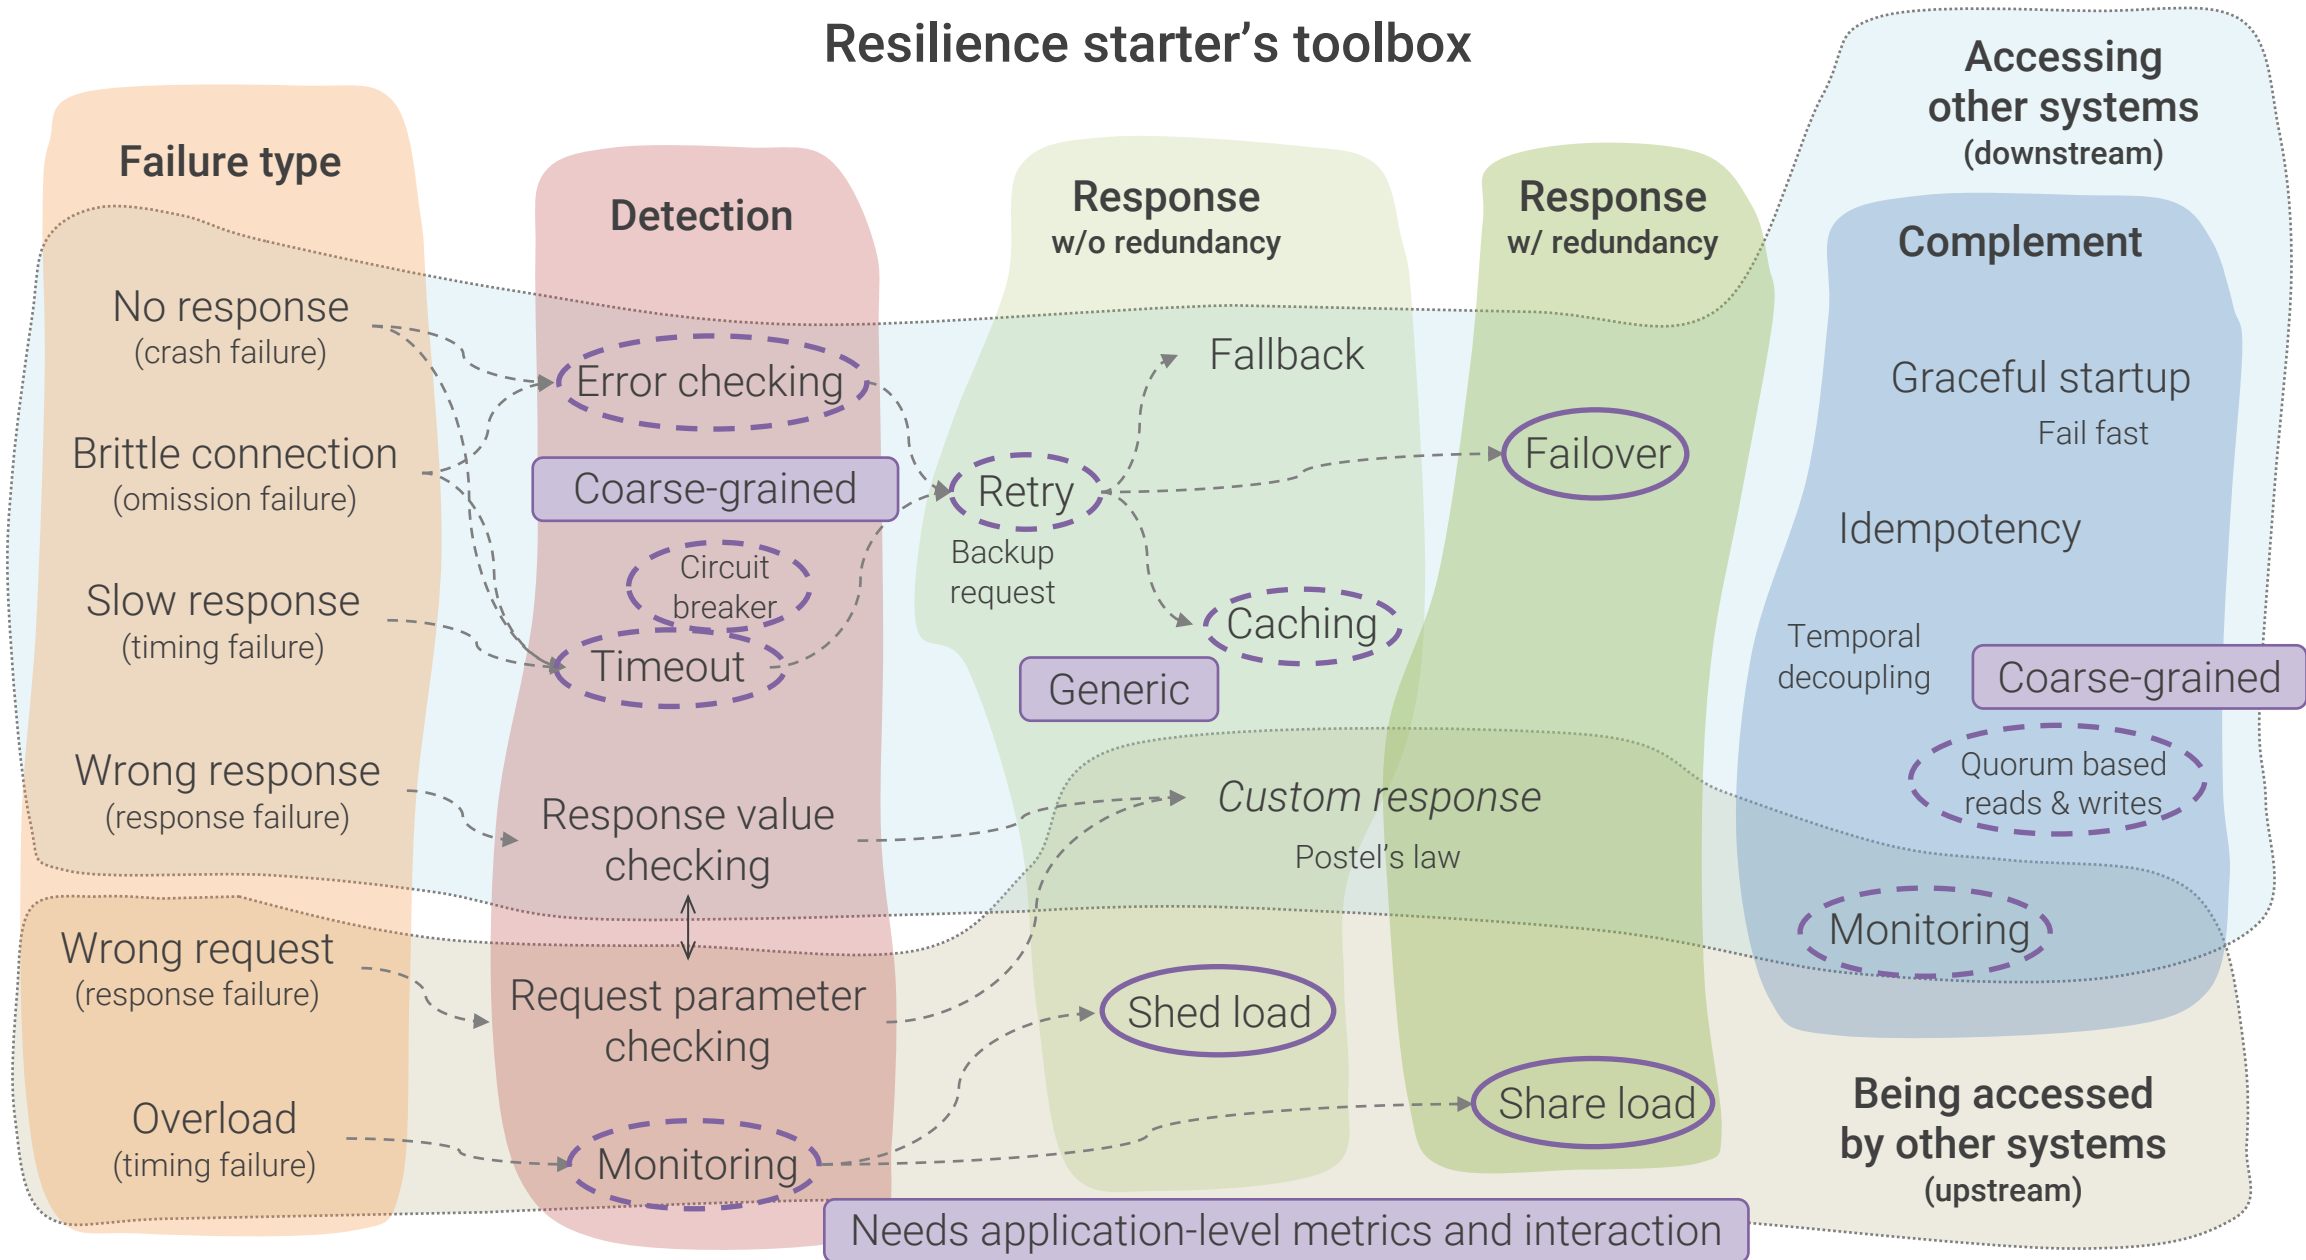 Resilience starter’s toolbox
Failure type
No response
(crash failure)
Brittle connection
(omission failure)
Slow response
(timing failure)
Wrong response
(response failure)
Wrong request
(response failure)
Overload
(timing failure)
Detection
Error checking
Coarse-grained
Circuit
breaker
Timeout
Response value
checking
Request parameter
checking
Monitoring
Response
w/o redundancy
Fallback
Retry
Backup
request
Caching
Generic
Custom response
Postel’s law
Shed load
Response
w/ redundancy
Failover
Share load
Accessing
other systems
(downstream)
Complement
Graceful startup
Fail fast
Idempotency
Temporal
decoupling
Coarse-grained
Quorum based
reads & writes
Monitoring
Being accessed
by other systems
(upstream)
Needs application-level metrics and interaction